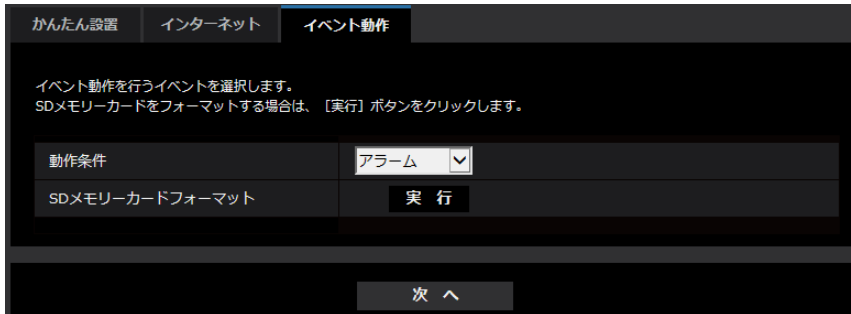 かんたん設置 インターネット イベント動作
イベント動作を行うイベントを選択します。
SDメモリーカードをフォーマットする場合は、［実行］ボタンをクリックします。
動作条件 アラーム
SDメモリーカードフォーマット 実 行
次 へ